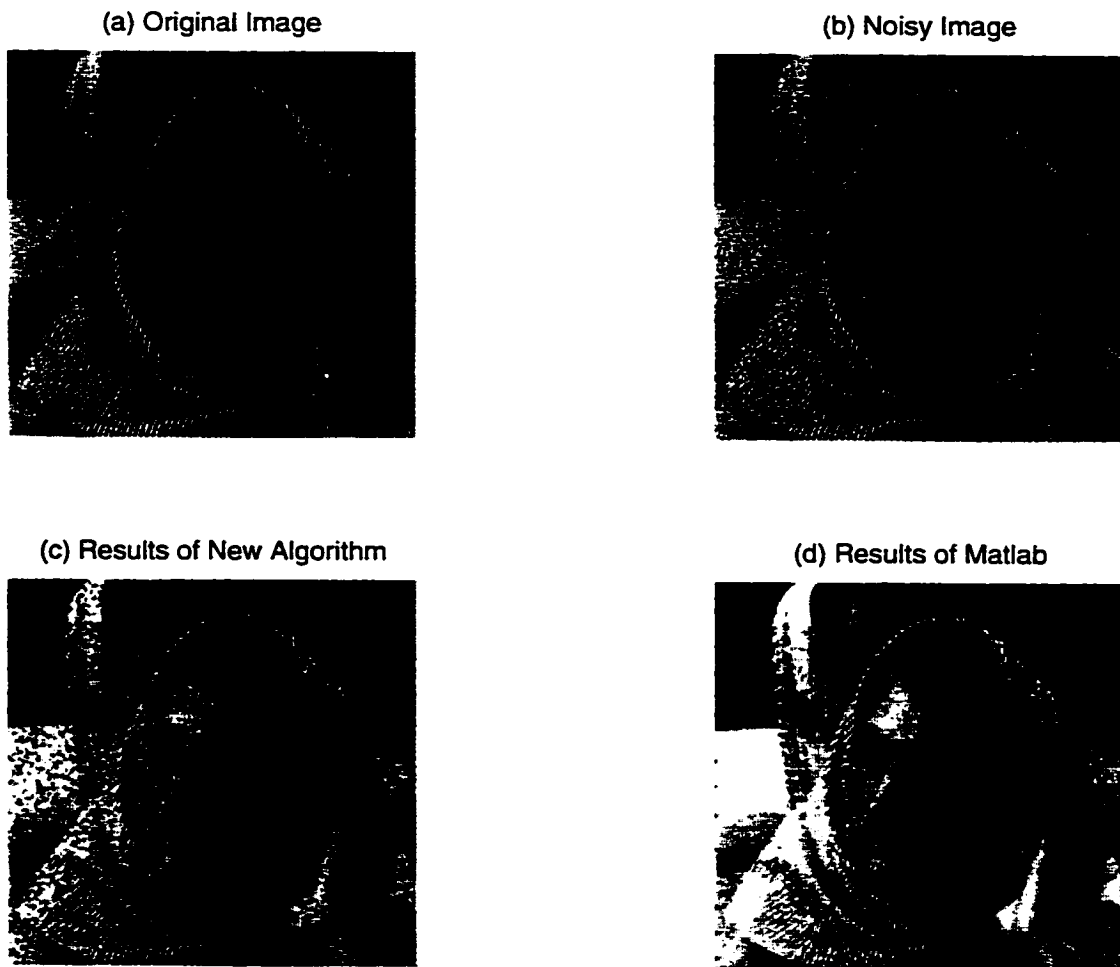 (a) Original Image
(b) Noisy Image
(c) Results of New Algorithm
(d) Results of Matlab